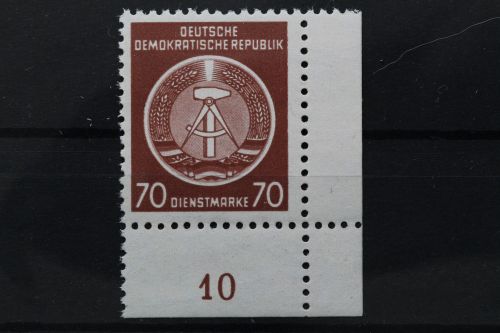 DEUTSCHE
DEMOKRATISCHE REPUBLIK
70 DIENSTMARKE 70
10